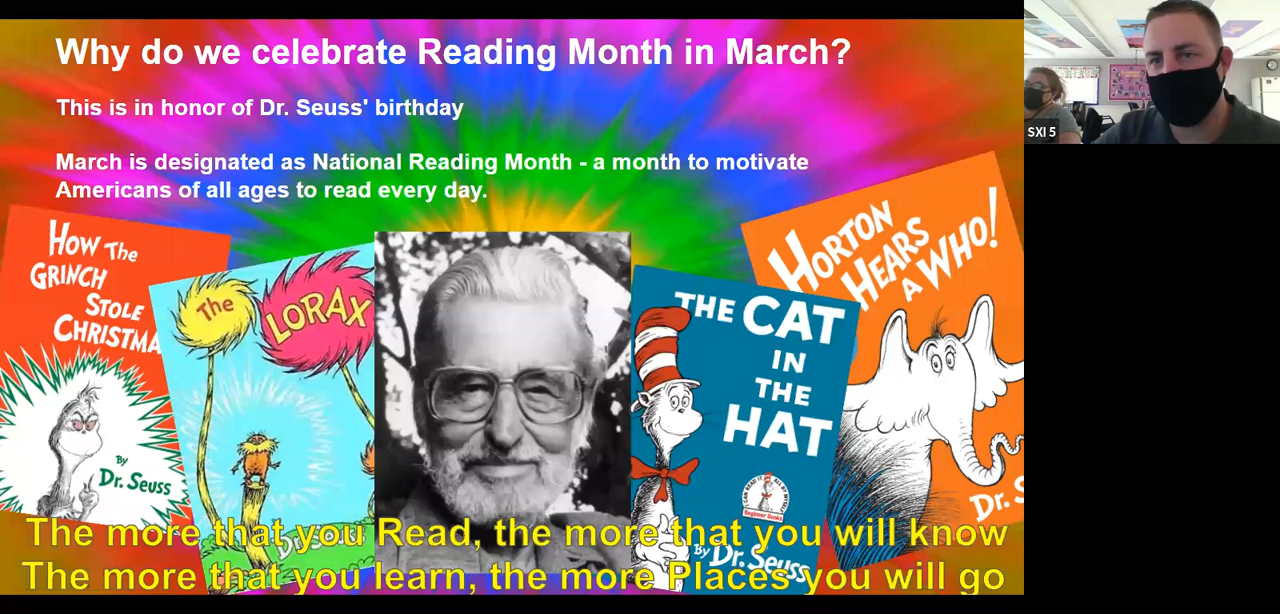 Why do we celebrate Reading Month in March?
This is in honor of Dr. Seuss' birthday
March is designated as National Reading Month - a month to motivate
Americans of all ages to read every day.
HOW THE
GRINCH
STOLE
CHRISTMA
By
Dr. Seuss
The
LORAX
THE CAT
IN
THE
HAT
Beginner Books
By Dr. Seuss
HORTON
HEARS
A WHO!
Dr. S
The more that you Read, the more that you will know
The more that you learn, the more Places you will go
SXI 5